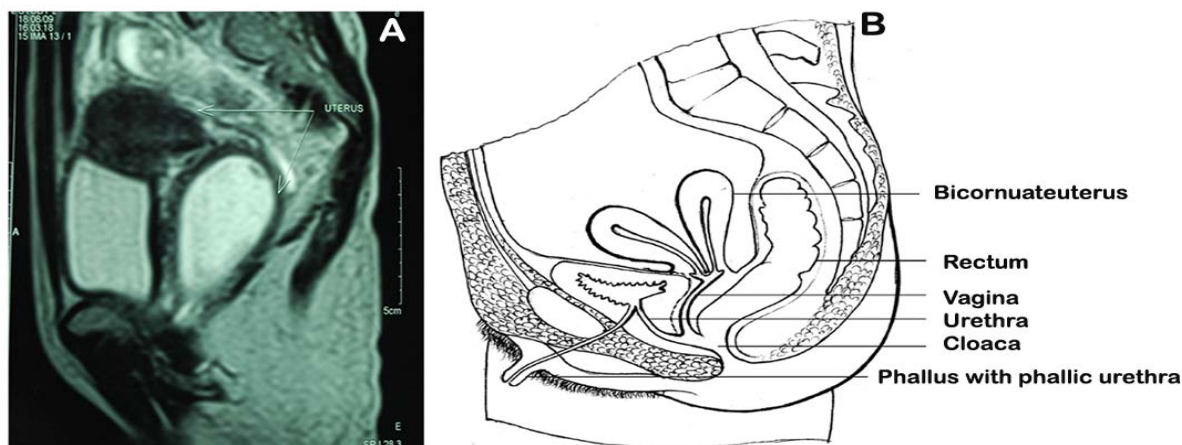 18:08:09
16.03.18
15 IMA 13 / 1
A
UTERUS
A
5cm
E
B
Bicornuateuterus
Rectum
Vagina
Urethra
Cloaca
Phallus with phallic urethra